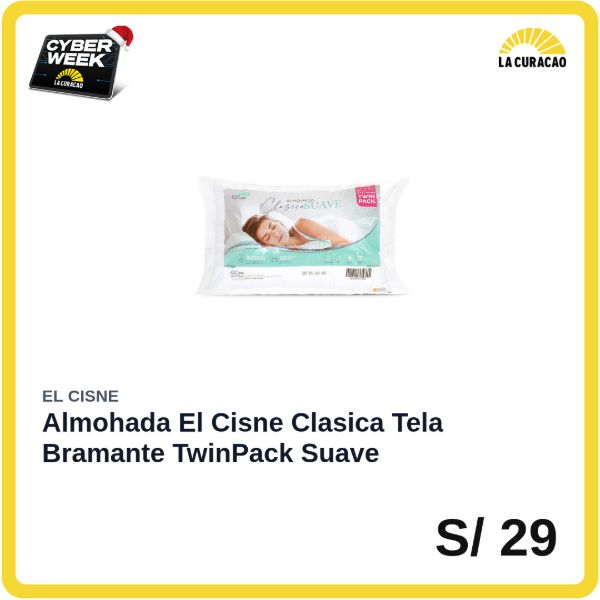 CYBER
WEEK
LA CURACAO
LA CURACAO
ALMOHADA
Clasica SUAVE
TWIN
PACK
EL CISNE
Almohada El Cisne Clasica Tela
Bramante TwinPack Suave
S/ 29